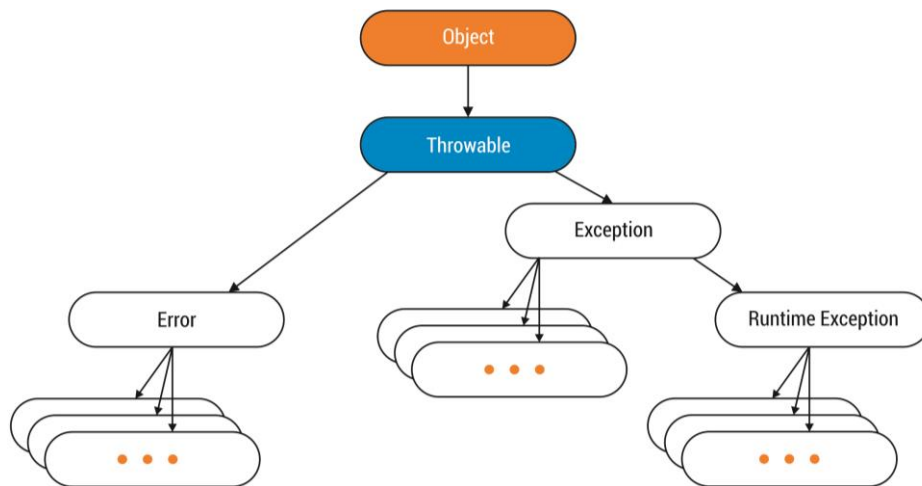 Object
Throwable
Exception
Error
Runtime Exception